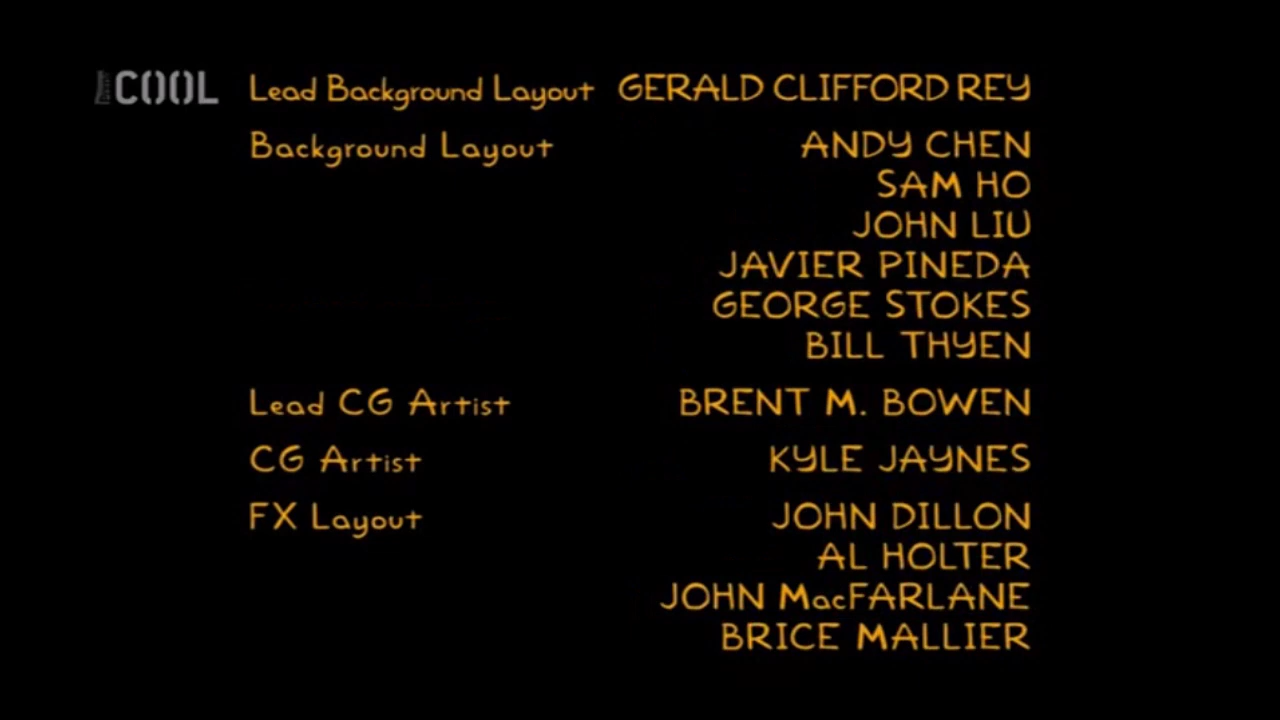 COOL
Lead Background Layout GERALD CLIFFORD REY
Background Layout ANDY CHEN
SAM HO
JOHN LIU
JAVIER PINEDA
GEORGE STOKES
BILL THYEN
Lead CG Artist BRENT M. BOWEN
CG Artist KYLE JAYNES
FX Layout JOHN DILLON
AL HOLTER
JOHN MacFARLANE
BRICE MALLIER